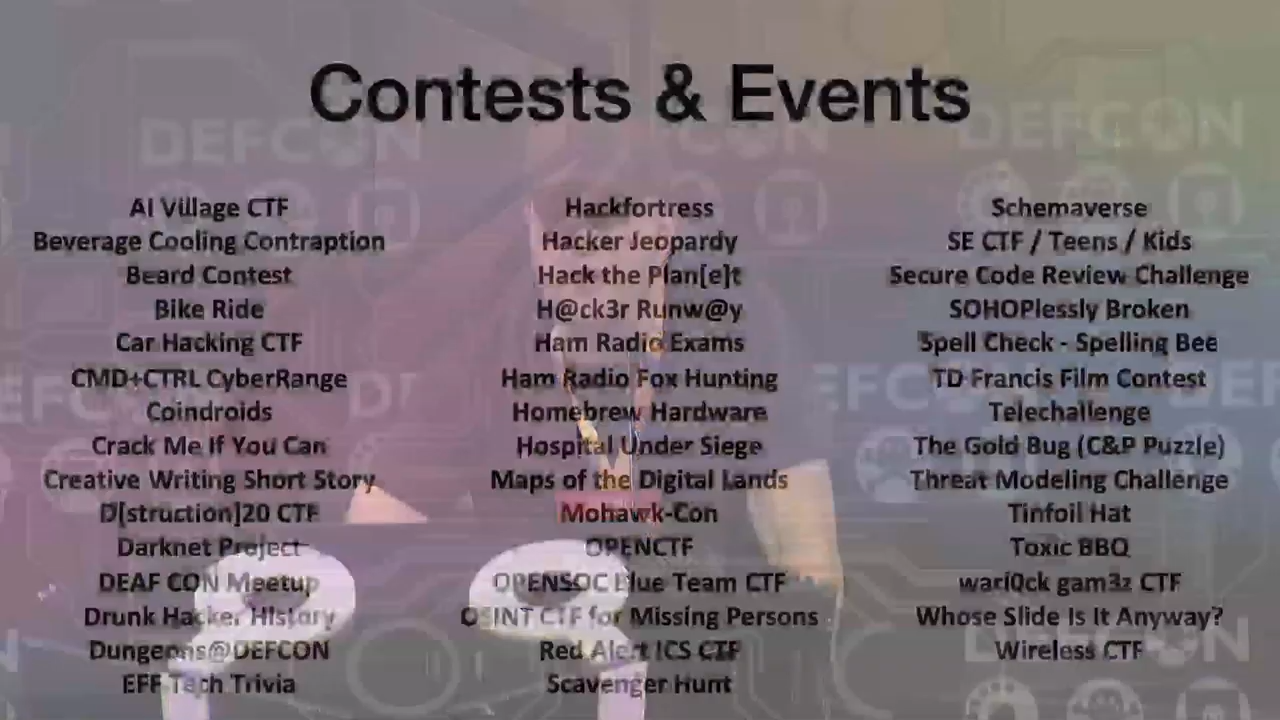 Contests & Events
AI Village CTF
Beverage Cooling Contraption
Beard Contest
Bike Ride
Car Hacking CTF
CMD+CTRL CyberRange
Coindroids
Crack Me If You Can
Creative Writing Short Story
D[struction]20 CTF
Darknet Project
DEAF CON Meetup
Drunk Hacker History
Dungeons@DEFCON
EFF Tech Trivia
Hackfortress
Hacker Jeopardy
Hack the Plan[e]t
H@ck3r Runw@y
Ham Radio Exams
Ham Radio Fox Hunting
Homebrew Hardware
Hospital Under Siege
Maps of the Digital Lands
Mohawk-Con
OPENCTF
OPENSOC Blue Team CTF
OSINT CTF for Missing Persons
Red Alert ICS CTF
Scavenger Hunt
Schemaverse
SE CTF / Teens / Kids
Secure Code Review Challenge
SOHOPlessly Broken
Spell Check - Spelling Bee
TD Francis Film Contest
Telechallenge
The Gold Bug (C&P Puzzle)
Threat Modeling Challenge
Tinfoil Hat
Toxic BBQ
warl0ck gam3z CTF
Whose Slide Is It Anyway?
Wireless CTF
DEFCON
DEFCON
DEFCON